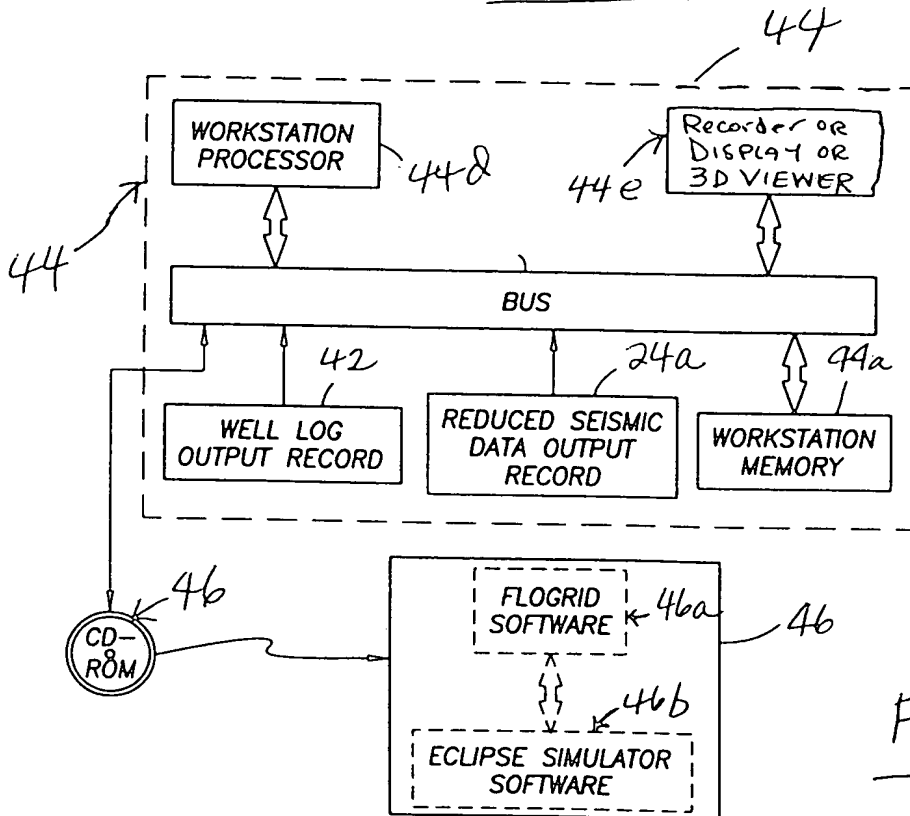 44
WORKSTATION
PROCESSOR
44d
Recorder OR
DISPLAY OR
3D VIEWER
44e
44
BUS
42
24a
44a
WELL LOG
OUTPUT RECORD
REDUCED SEISMIC
DATA OUTPUT
RECORD
WORKSTATION
MEMORY
46
CD-
ROM
FLOGRID
SOFTWARE
46a
46
46b
ECLIPSE SIMULATOR
SOFTWARE